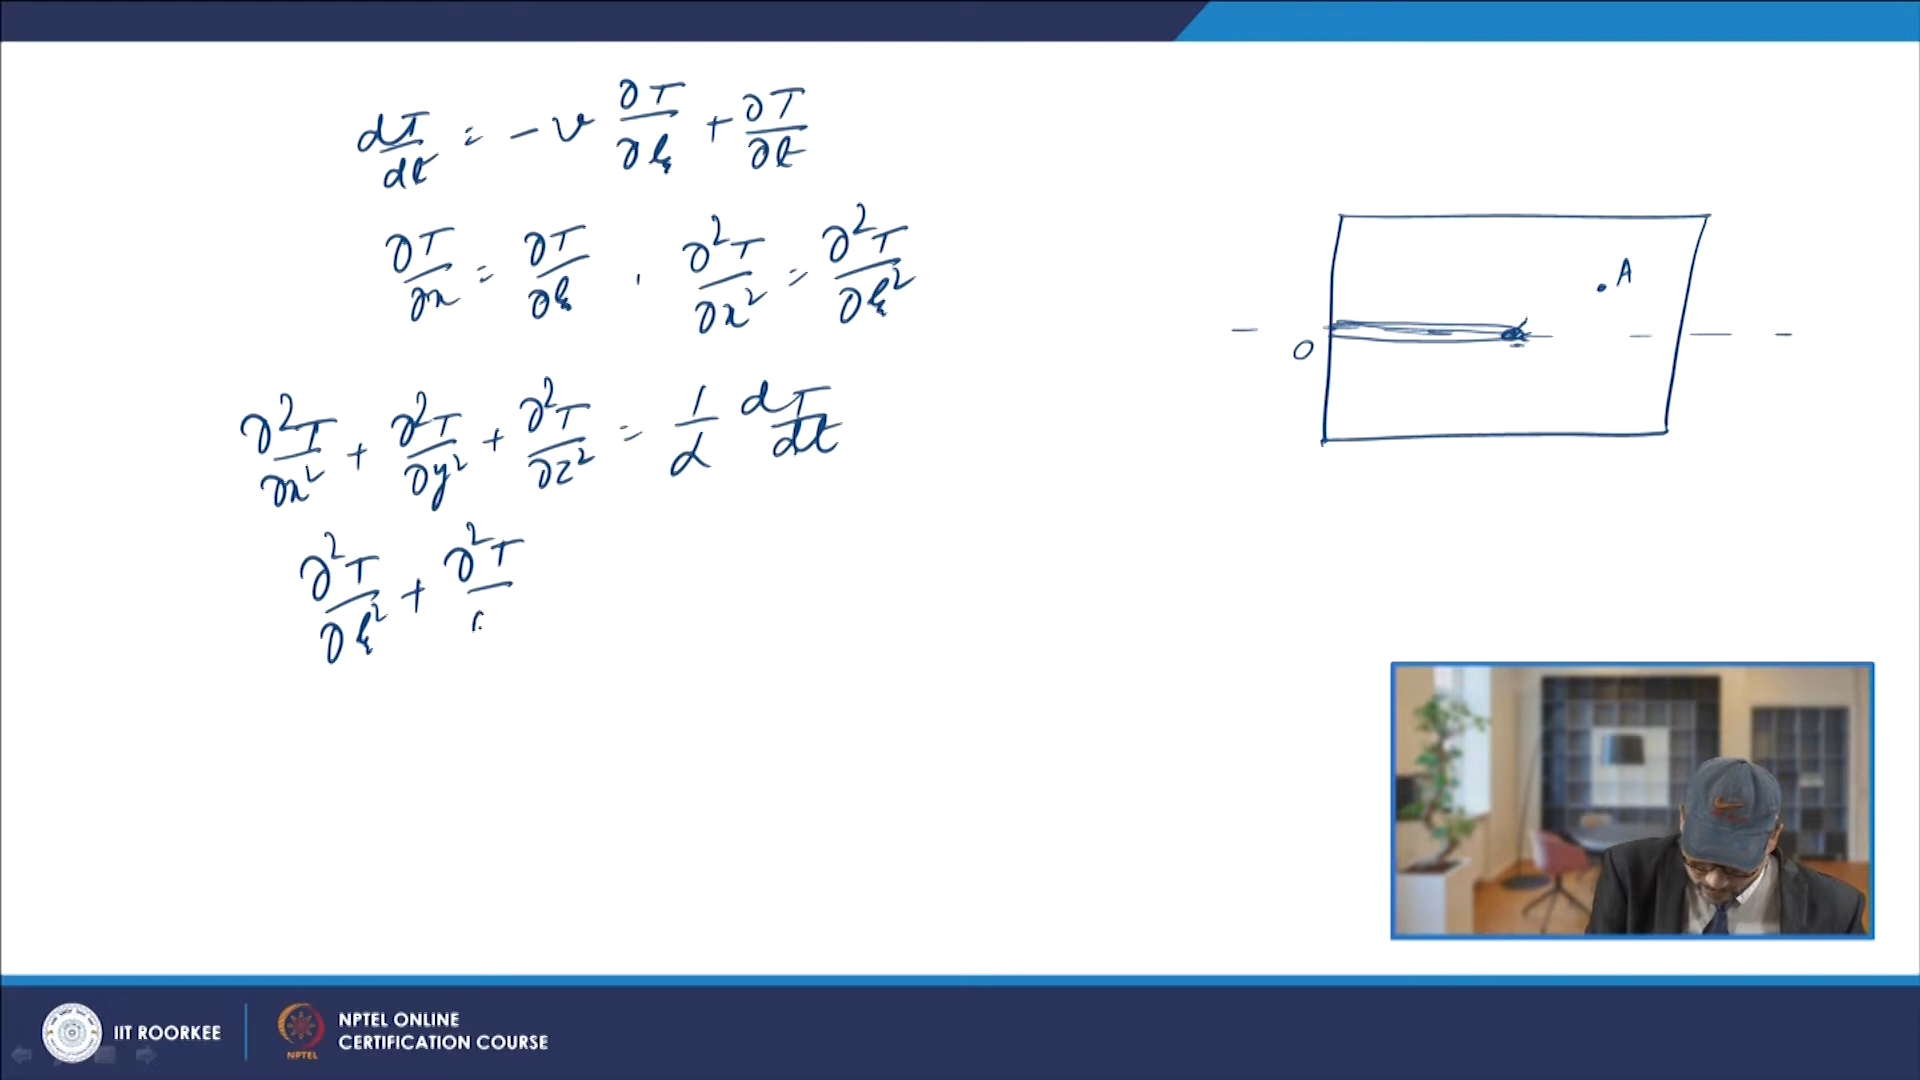 dT/dt = -v ∂T/∂ξ + ∂T/∂t
∂T/∂x = ∂T/∂ξ , ∂²T/∂x² = ∂²T/∂ξ²
∂²T/∂x² + ∂²T/∂y² + ∂²T/∂z² = 1/α dT/dt
∂²T/∂ξ² + ∂²T
A
O
IIT ROORKEE
NPTEL
NPTEL ONLINE
CERTIFICATION COURSE